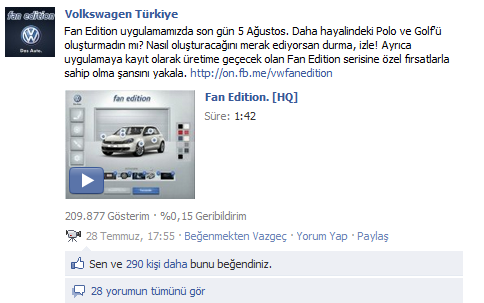 fan edition
Das Auto.
Volkswagen Türkiye
Fan Edition uygulamamızda son gün 5 Ağustos. Daha hayalindeki Polo ve Golf'ü
oluşturmadın mı? Nasıl oluşturacağını merak ediyorsan durma, izle! Ayrıca
uygulamaya kayıt olarak üretime geçecek olan Fan Edition serisine özel fırsatlarla
sahip olma şansını yakala. http://on.fb.me/vwfanedition
fan edition
Fan Edition. [HQ]
Süre: 1:42
209.877 Gösterim · %0,15 Geribildirim
28 Temmuz, 17:55 · Beğenmekten Vazgeç · Yorum Yap · Paylaş
Sen ve 290 kişi daha bunu beğendiniz.
28 yorumun tümünü gör